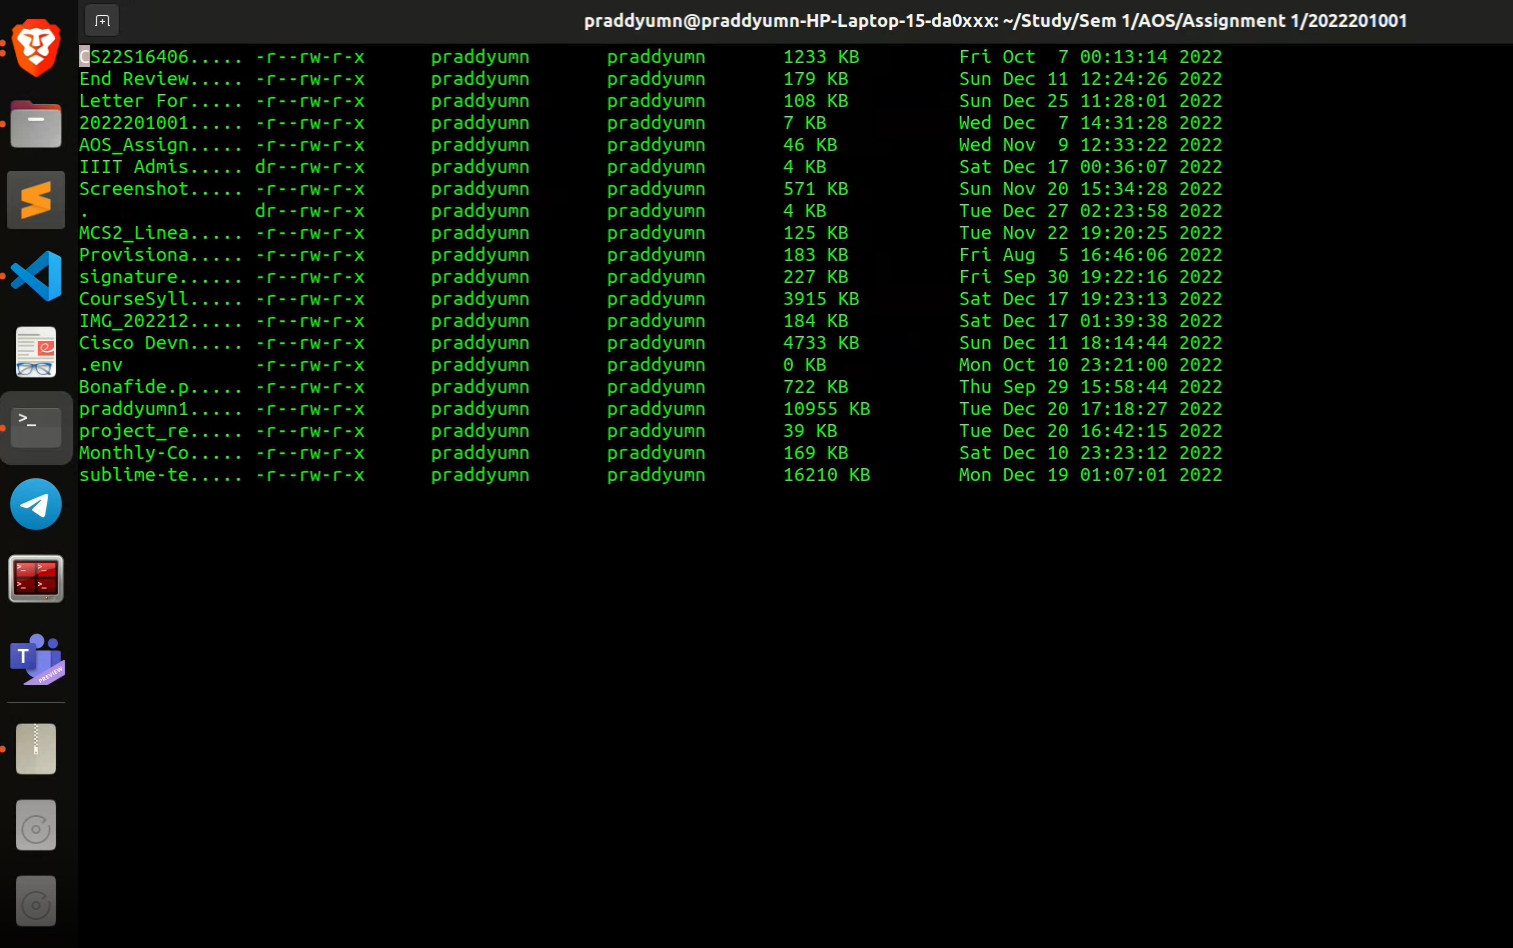 praddyumn@praddyumn-HP-Laptop-15-da0xxx: ~/Study/Sem 1/AOS/Assignment 1/2022201001
CS22S16406..... -r--rw-r-x praddyumn praddyumn 1233 KB Fri Oct  7 00:13:14 2022
End Review..... -r--rw-r-x praddyumn praddyumn 179 KB Sun Dec 11 12:24:26 2022
Letter For..... -r--rw-r-x praddyumn praddyumn 108 KB Sun Dec 25 11:28:01 2022
2022201001..... -r--rw-r-x praddyumn praddyumn 7 KB Wed Dec  7 14:31:28 2022
AOS_Assign..... -r--rw-r-x praddyumn praddyumn 46 KB Wed Nov  9 12:33:22 2022
IIIT Admis..... dr--rw-r-x praddyumn praddyumn 4 KB Sat Dec 17 00:36:07 2022
Screenshot..... -r--rw-r-x praddyumn praddyumn 571 KB Sun Nov 20 15:34:28 2022
. dr--rw-r-x praddyumn praddyumn 4 KB Tue Dec 27 02:23:58 2022
MCS2_Linea..... -r--rw-r-x praddyumn praddyumn 125 KB Tue Nov 22 19:20:25 2022
Provisiona..... -r--rw-r-x praddyumn praddyumn 183 KB Fri Aug  5 16:46:06 2022
signature...... -r--rw-r-x praddyumn praddyumn 227 KB Fri Sep 30 19:22:16 2022
CourseSyll..... -r--rw-r-x praddyumn praddyumn 3915 KB Sat Dec 17 19:23:13 2022
IMG_202212..... -r--rw-r-x praddyumn praddyumn 184 KB Sat Dec 17 01:39:38 2022
Cisco Devn..... -r--rw-r-x praddyumn praddyumn 4733 KB Sun Dec 11 18:14:44 2022
.env -r--rw-r-x praddyumn praddyumn 0 KB Mon Oct 10 23:21:00 2022
Bonafide.p..... -r--rw-r-x praddyumn praddyumn 722 KB Thu Sep 29 15:58:44 2022
praddyumn1..... -r--rw-r-x praddyumn praddyumn 10955 KB Tue Dec 20 17:18:27 2022
project_re..... -r--rw-r-x praddyumn praddyumn 39 KB Tue Dec 20 16:42:15 2022
Monthly-Co..... -r--rw-r-x praddyumn praddyumn 169 KB Sat Dec 10 23:23:12 2022
sublime-te..... -r--rw-r-x praddyumn praddyumn 16210 KB Mon Dec 19 01:07:01 2022
>_
T
PREVIEW